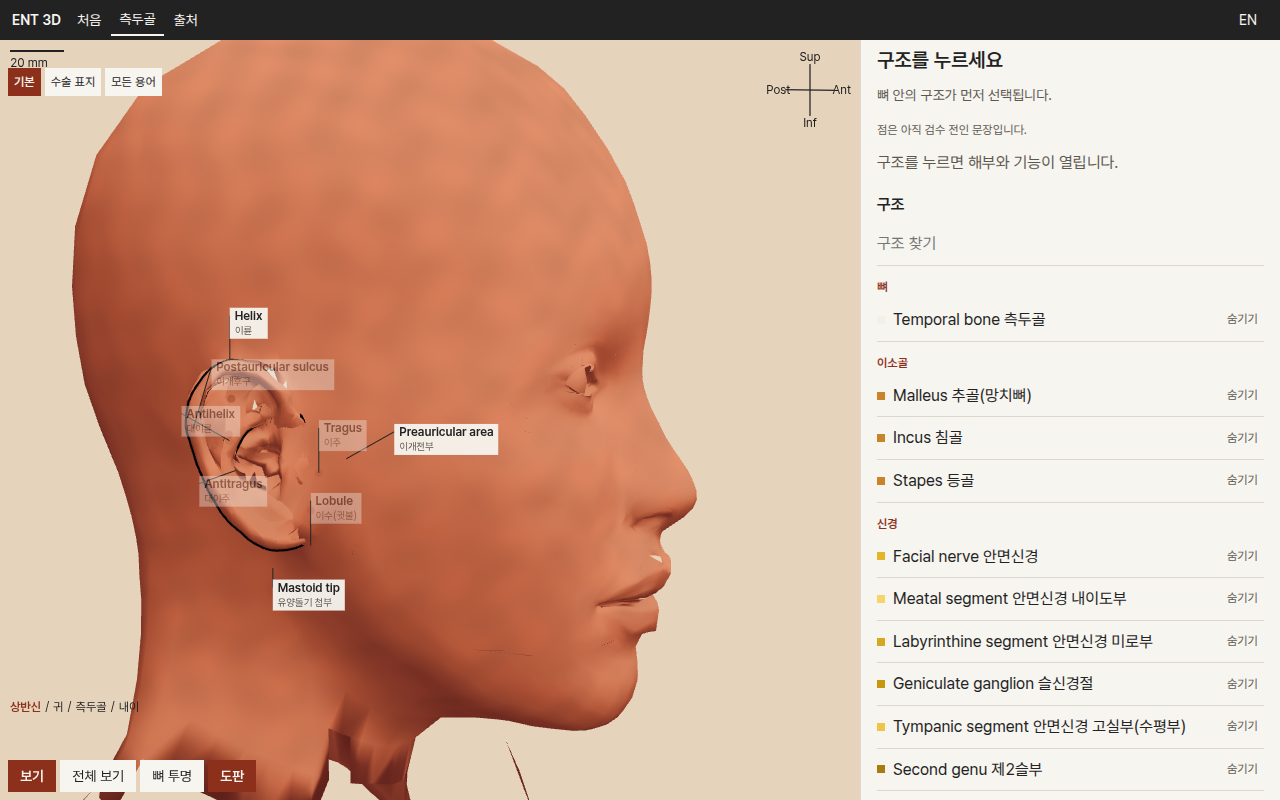 ENT 3D 처음 측두골 출처 EN
20 mm
기본 수술 표지 모든 용어
Sup
Post Ant
Inf
Helix
이륜
Postauricular sulcus
이개후구
Antihelix
대이륜
Tragus
이주
Preauricular area
이개전부
Antitragus
대이주
Lobule
이수(귓불)
Mastoid tip
유양돌기 첨부
상반신 / 귀 / 측두골 / 내이
보기 전체 보기 뼈 투명 도판
구조를 누르세요
뼈 안의 구조가 먼저 선택됩니다.
점은 아직 검수 전인 문장입니다.
구조를 누르면 해부와 기능이 열립니다.
구조
구조 찾기
뼈
Temporal bone 측두골 숨기기
이소골
Malleus 추골(망치뼈) 숨기기
Incus 침골 숨기기
Stapes 등골 숨기기
신경
Facial nerve 안면신경 숨기기
Meatal segment 안면신경 내이도부 숨기기
Labyrinthine segment 안면신경 미로부 숨기기
Geniculate ganglion 슬신경절 숨기기
Tympanic segment 안면신경 고실부(수평부) 숨기기
Second genu 제2슬부 숨기기